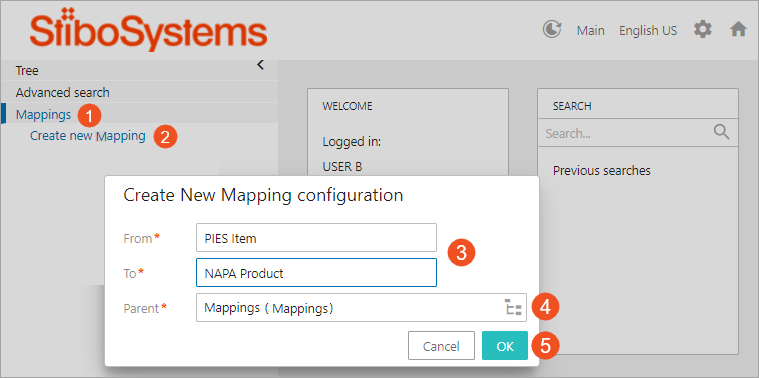 StiboSystems
Main English US
Tree
Advanced search
Mappings 1
Create new Mapping 2
WELCOME
Logged in:
USER B
SEARCH
Search...
Previous searches
Create New Mapping configuration
From* PIES Item
3
To* NAPA Product
Parent* Mappings ( Mappings) 4
Cancel OK 5